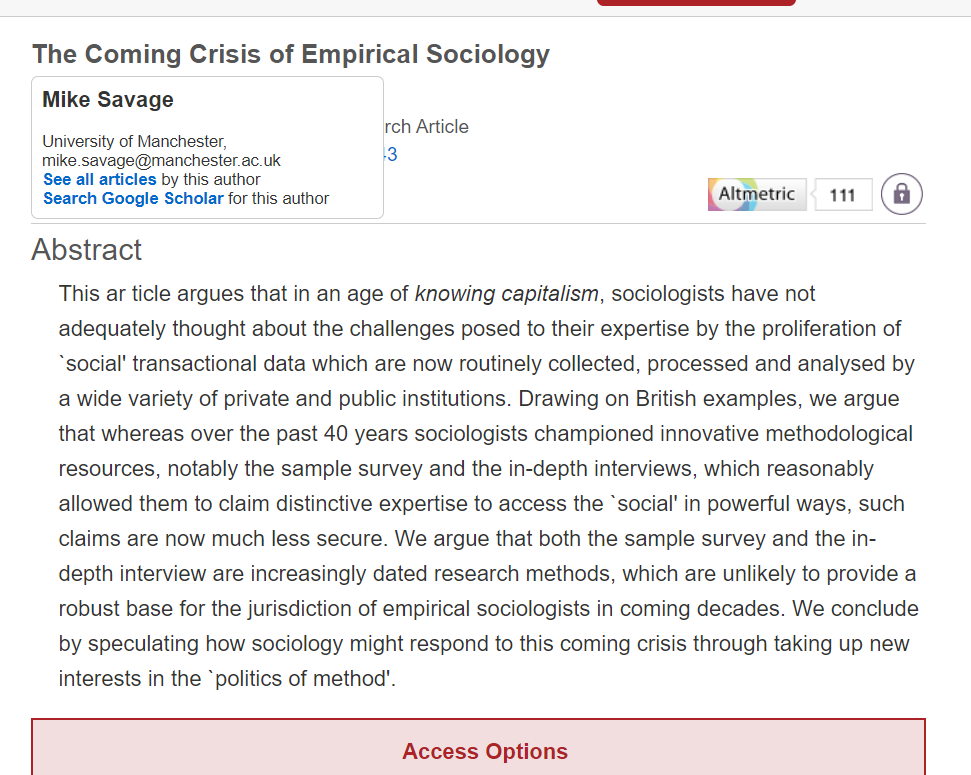 The Coming Crisis of Empirical Sociology
Mike Savage
University of Manchester,
mike.savage@manchester.ac.uk
See all articles by this author
Search Google Scholar for this author
rch Article
3
Altmetric 111
Abstract
This ar ticle argues that in an age of knowing capitalism, sociologists have not
adequately thought about the challenges posed to their expertise by the proliferation of
`social' transactional data which are now routinely collected, processed and analysed by
a wide variety of private and public institutions. Drawing on British examples, we argue
that whereas over the past 40 years sociologists championed innovative methodological
resources, notably the sample survey and the in-depth interviews, which reasonably
allowed them to claim distinctive expertise to access the `social' in powerful ways, such
claims are now much less secure. We argue that both the sample survey and the in-
depth interview are increasingly dated research methods, which are unlikely to provide a
robust base for the jurisdiction of empirical sociologists in coming decades. We conclude
by speculating how sociology might respond to this coming crisis through taking up new
interests in the `politics of method'.
Access Options